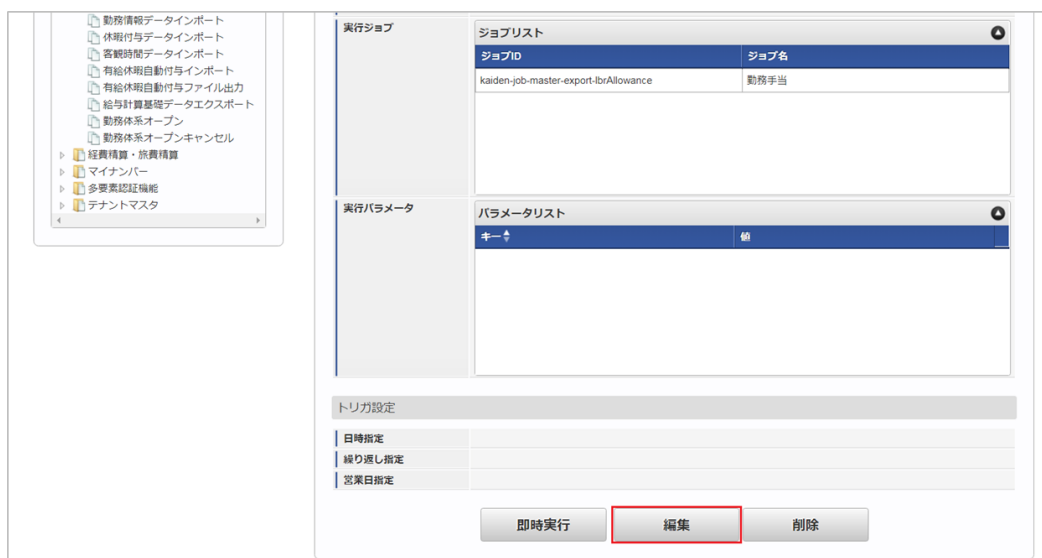 勤務情報データインポート
休暇付与データインポート
客観時間データインポート
有給休暇自動付与インポート
有給休暇自動付与ファイル出力
給与計算基礎データエクスポート
勤務体系オープン
勤務体系オープンキャンセル
経費精算・旅費精算
マイナンバー
多要素認証機能
テナントマスタ
実行ジョブ
ジョブリスト
ジョブID ジョブ名
kaiden-job-master-export-lbrAllowance 勤務手当
実行パラメータ
パラメータリスト
キー 値
トリガ設定
日時指定
繰り返し指定
営業日指定
即時実行 編集 削除